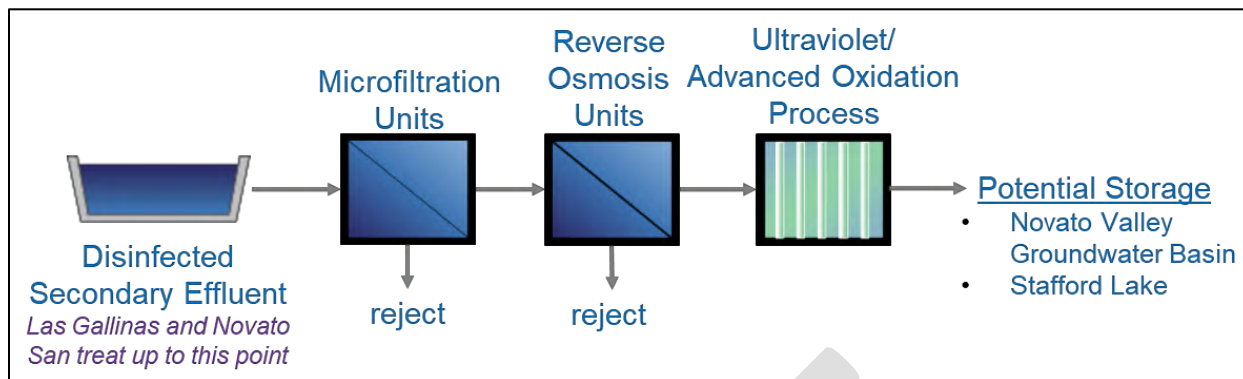 Microfiltration
Units
Reverse
Osmosis
Units
Ultraviolet/
Advanced Oxidation
Process
Disinfected
Secondary Effluent
Las Gallinas and Novato
San treat up to this point
reject
reject
Potential Storage
• Novato Valley
Groundwater Basin
• Stafford Lake